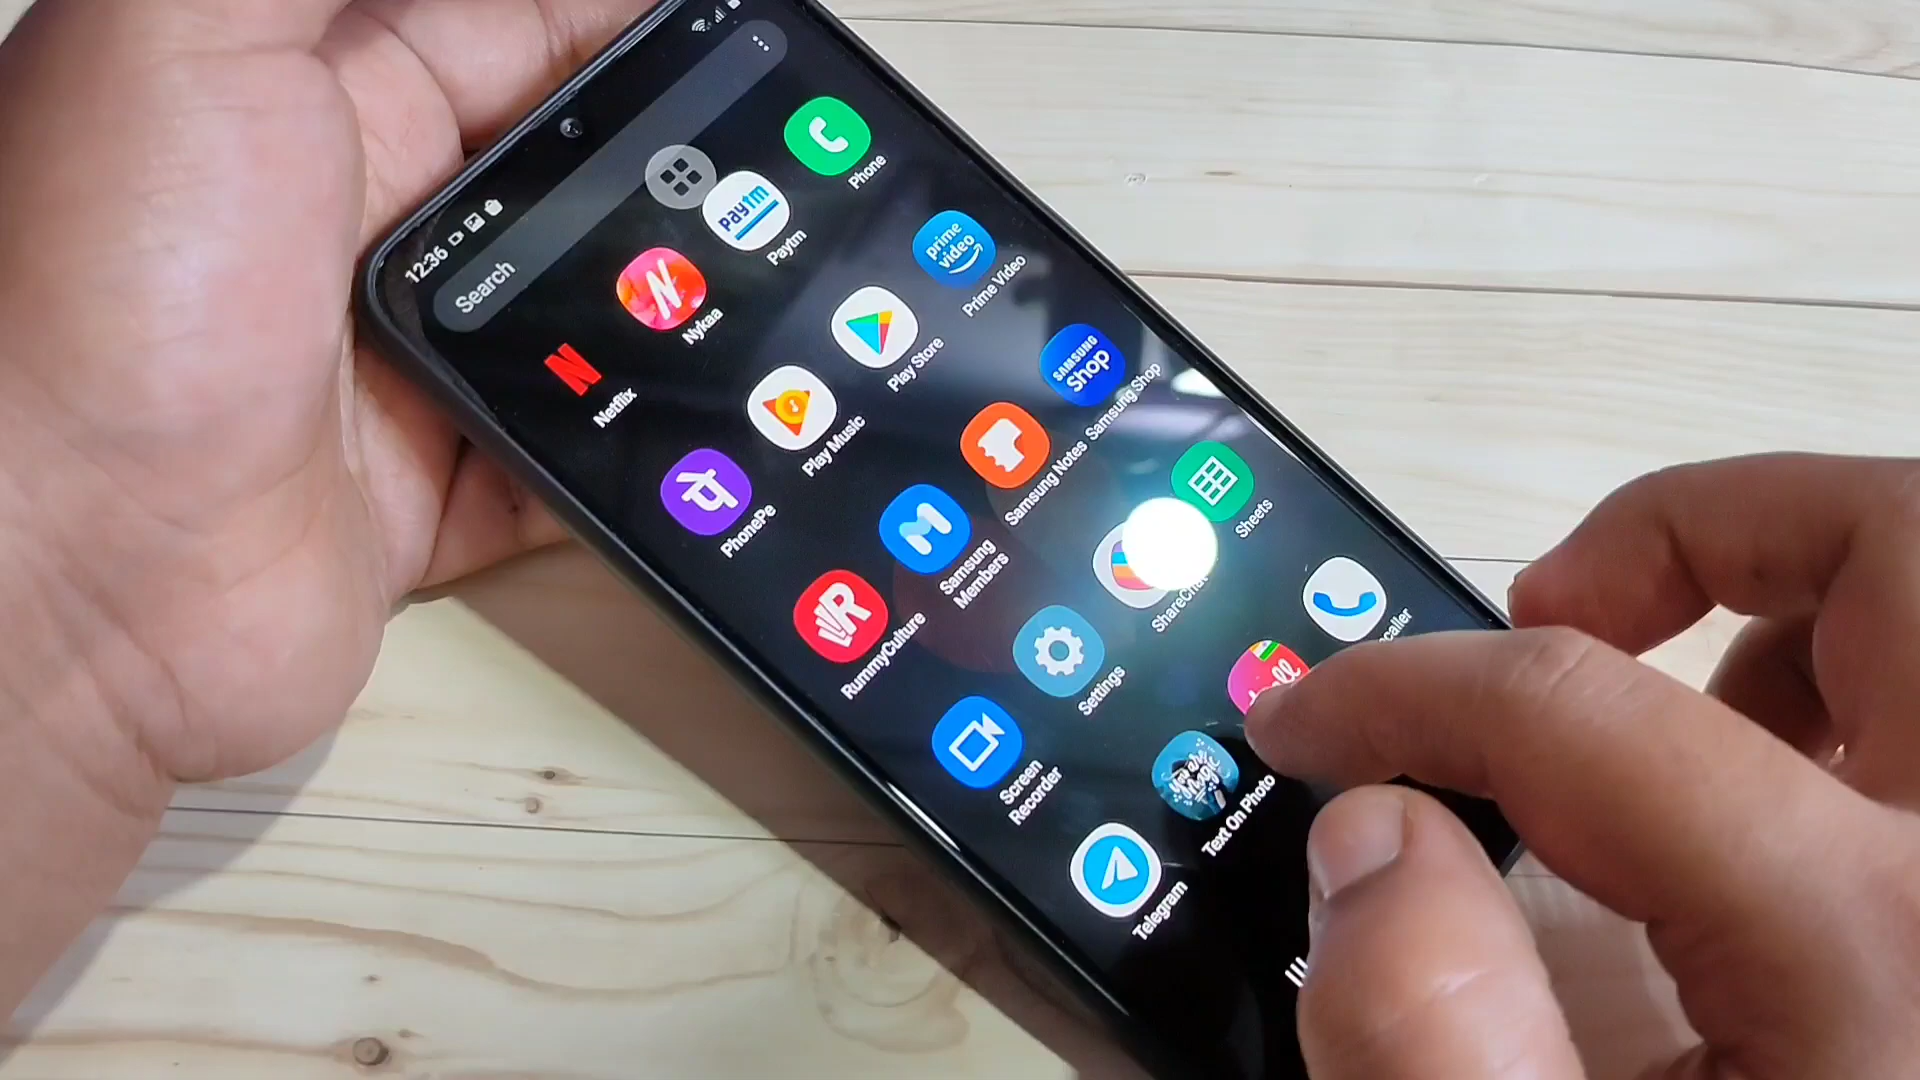 12:36
Search
N
Netflix
N
Nykaa
paytm
Paytm
Phone
पे
PhonePe
Play Music
Play Store
prime
video
Prime Video
R
RummyCulture
Samsung
Members
Samsung Notes
SAMSUNG
Shop
Samsung Shop
Screen
Recorder
Settings
ShareChat
Sheets
Telegram
Text On Photo